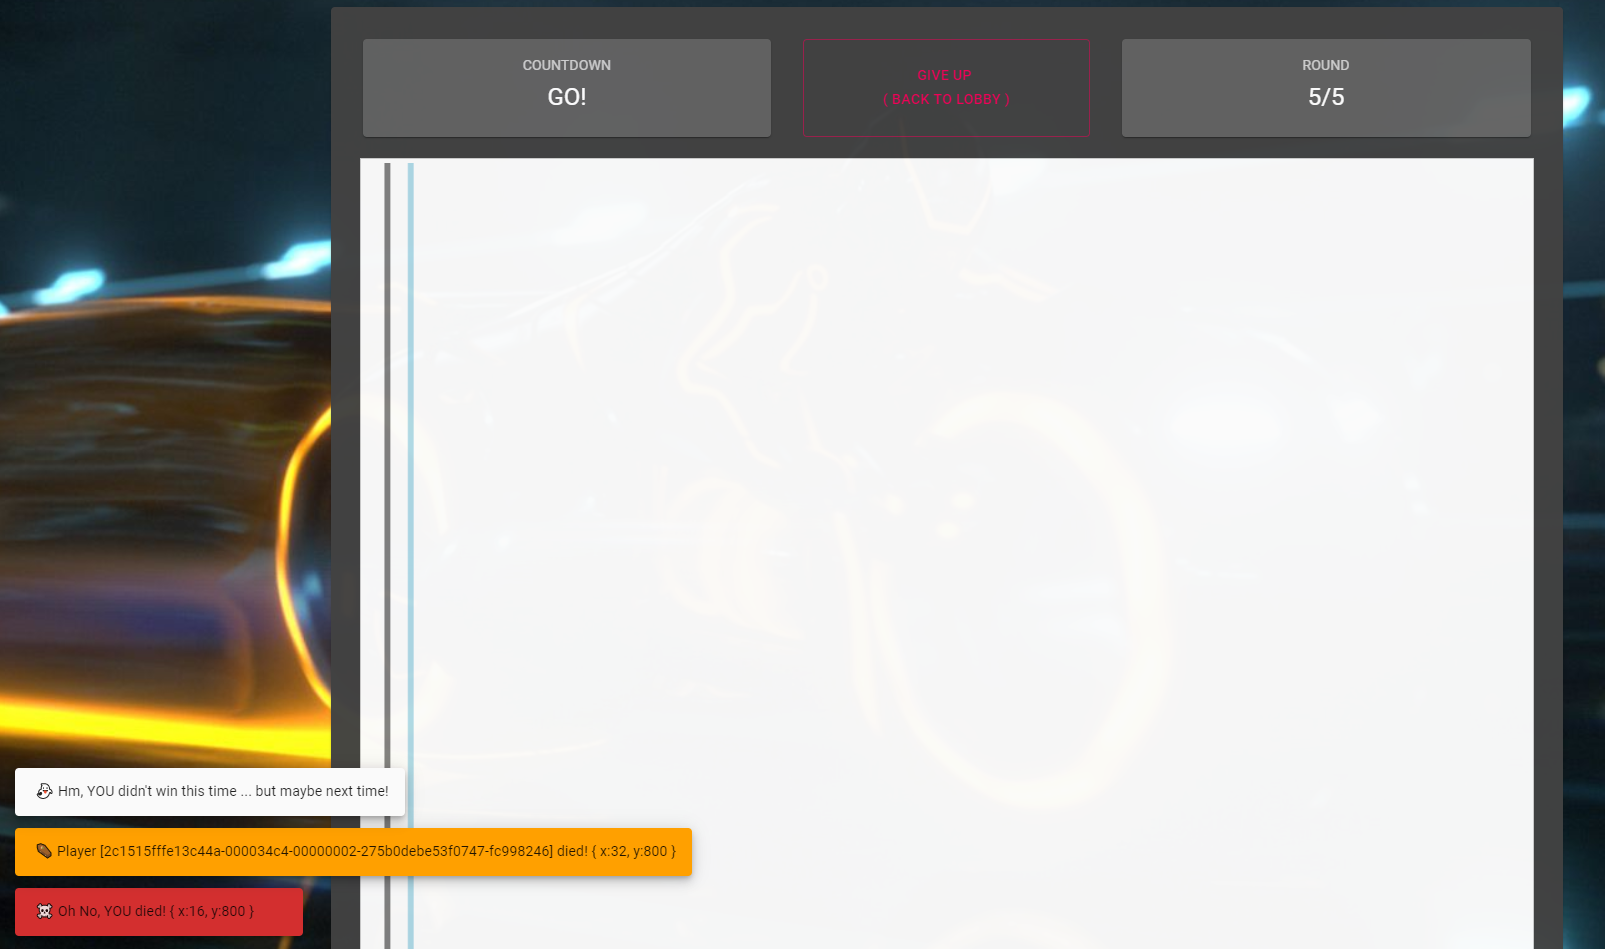 COUNTDOWN
GO!
GIVE UP
( BACK TO LOBBY )
ROUND
5/5
Hm, YOU didn't win this time ... but maybe next time!
Player [2c1515fffe13c44a-000034c4-00000002-275b0debe53f0747-fc998246] died! { x:32, y:800 }
Oh No, YOU died! { x:16, y:800 }